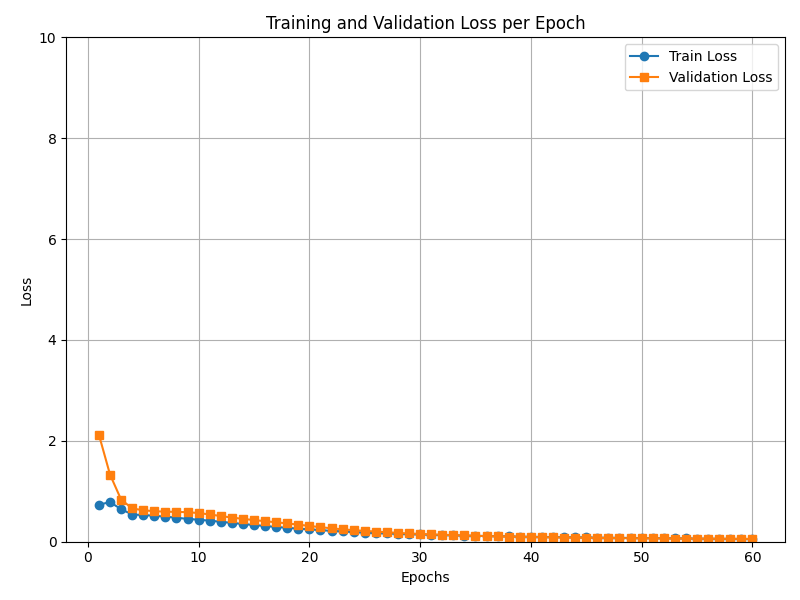 Training and Validation Loss per Epoch
Train Loss
Validation Loss
10
8
6
4
2
0
Loss
0 10 20 30 40 50 60
Epochs